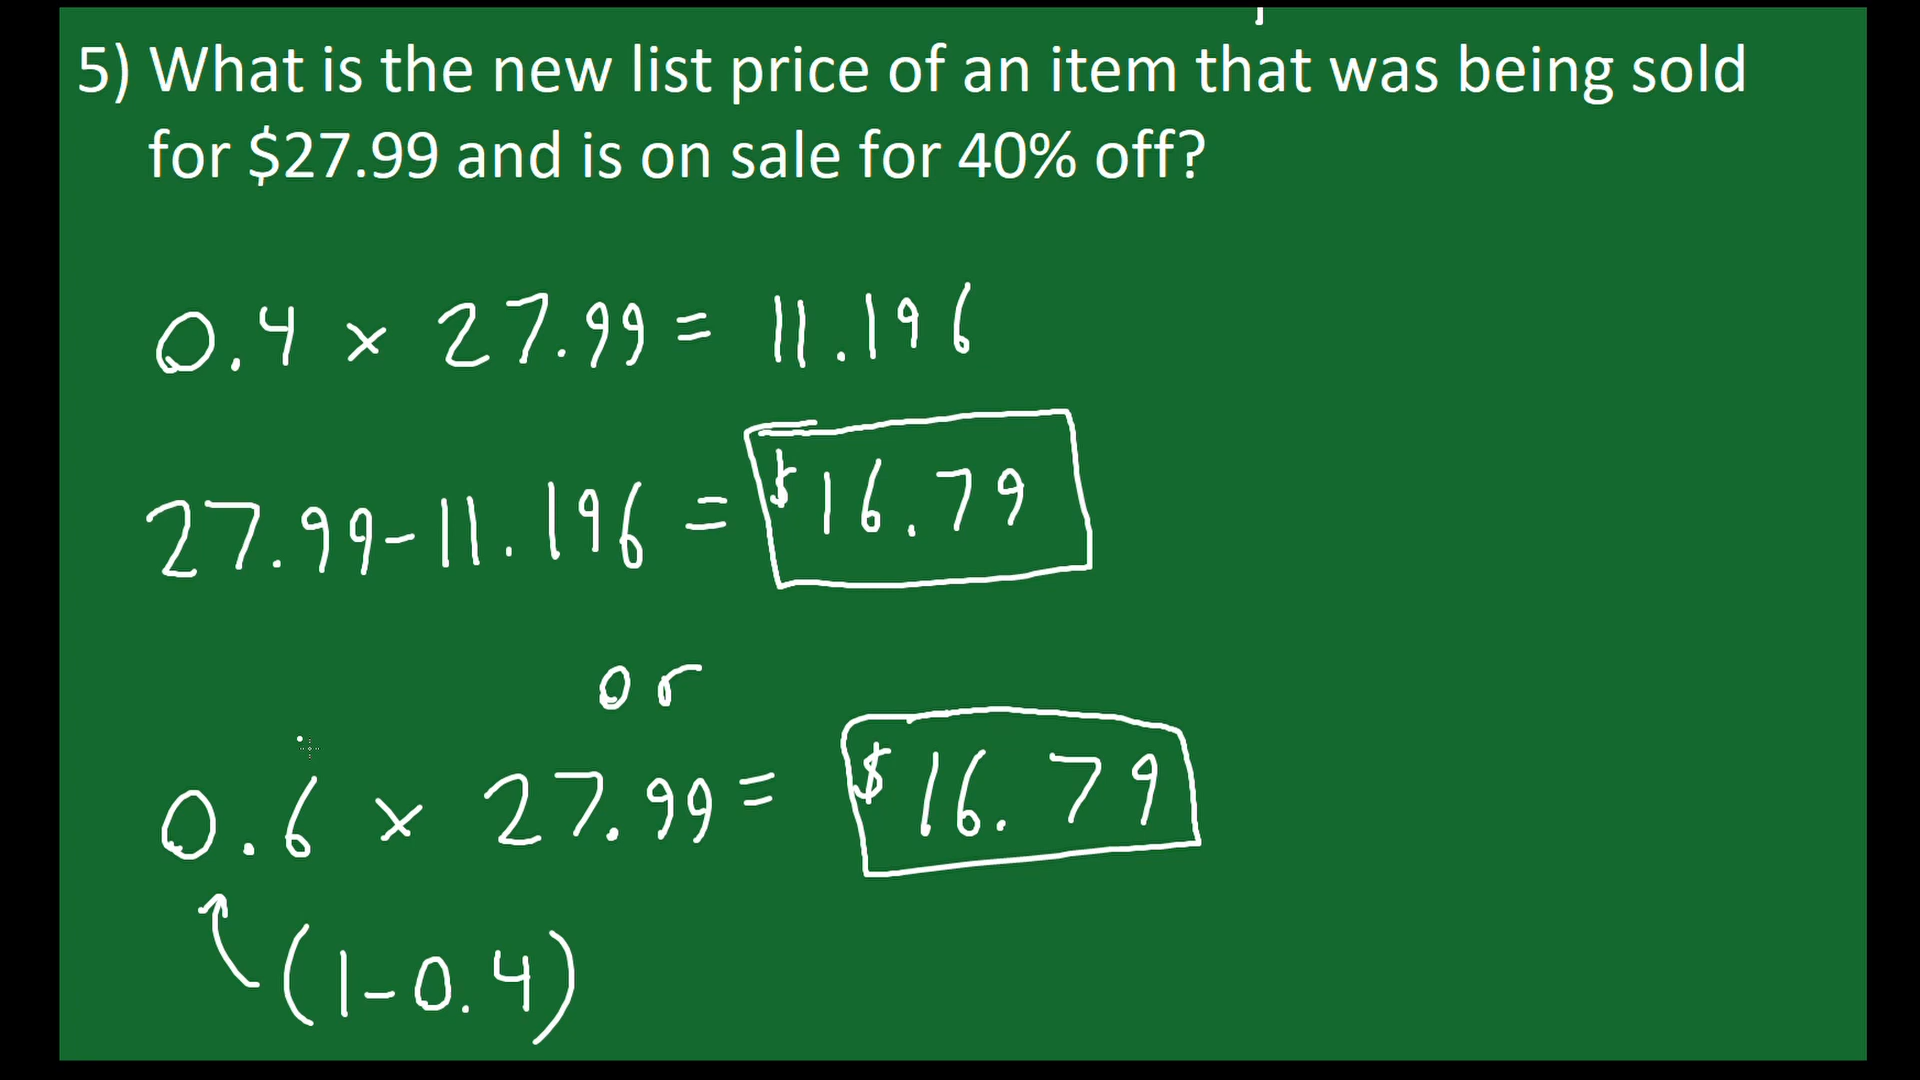 5) What is the new list price of an item that was being sold
for $27.99 and is on sale for 40% off?
0.4 × 27.99 = 11.196
27.99-11.196 = $16.79
or
0.6 × 27.99 = $16.79
(1-0.4)